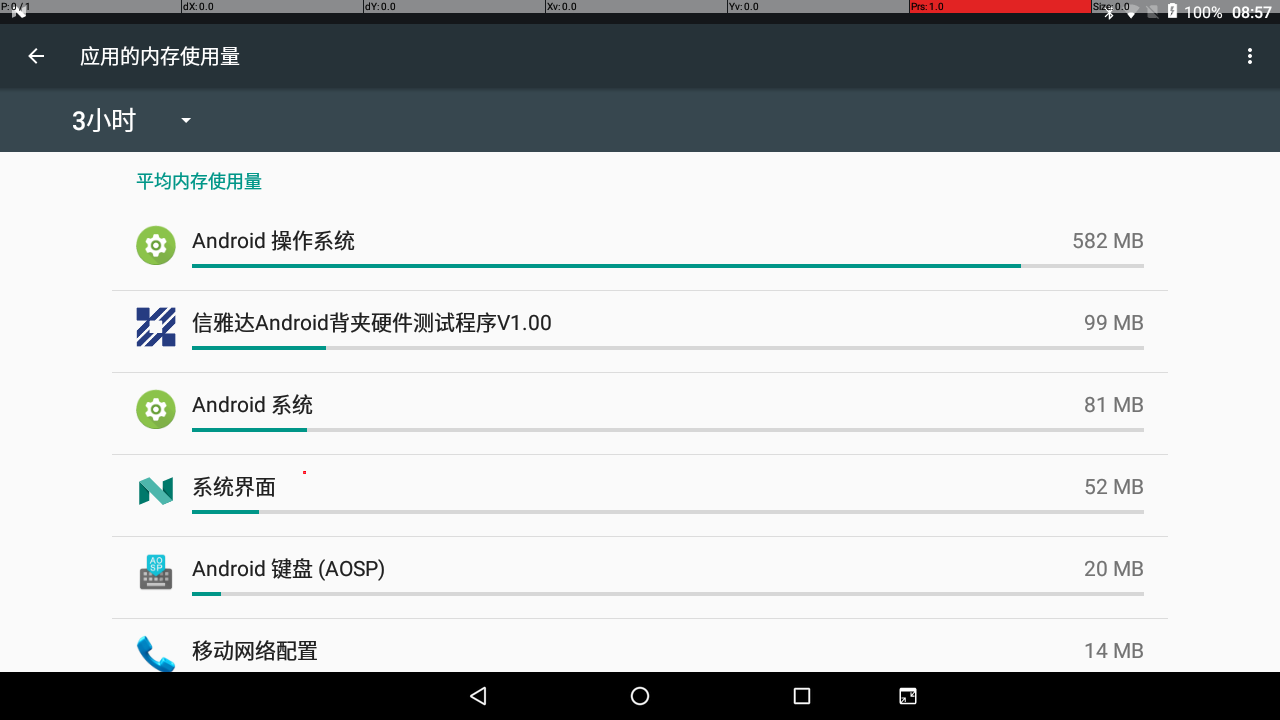 P: 0 / 1 dX: 0.0 dY: 0.0 Xv: 0.0 Yv: 0.0 Prs: 1.0 Size: 0.0
100% 08:57
应用的内存使用量
3小时
平均内存使用量
Android 操作系统 582 MB
信雅达Android背夹硬件测试程序V1.00 99 MB
Android 系统 81 MB
系统界面 52 MB
AO
SP
Android 键盘 (AOSP) 20 MB
移动网络配置 14 MB